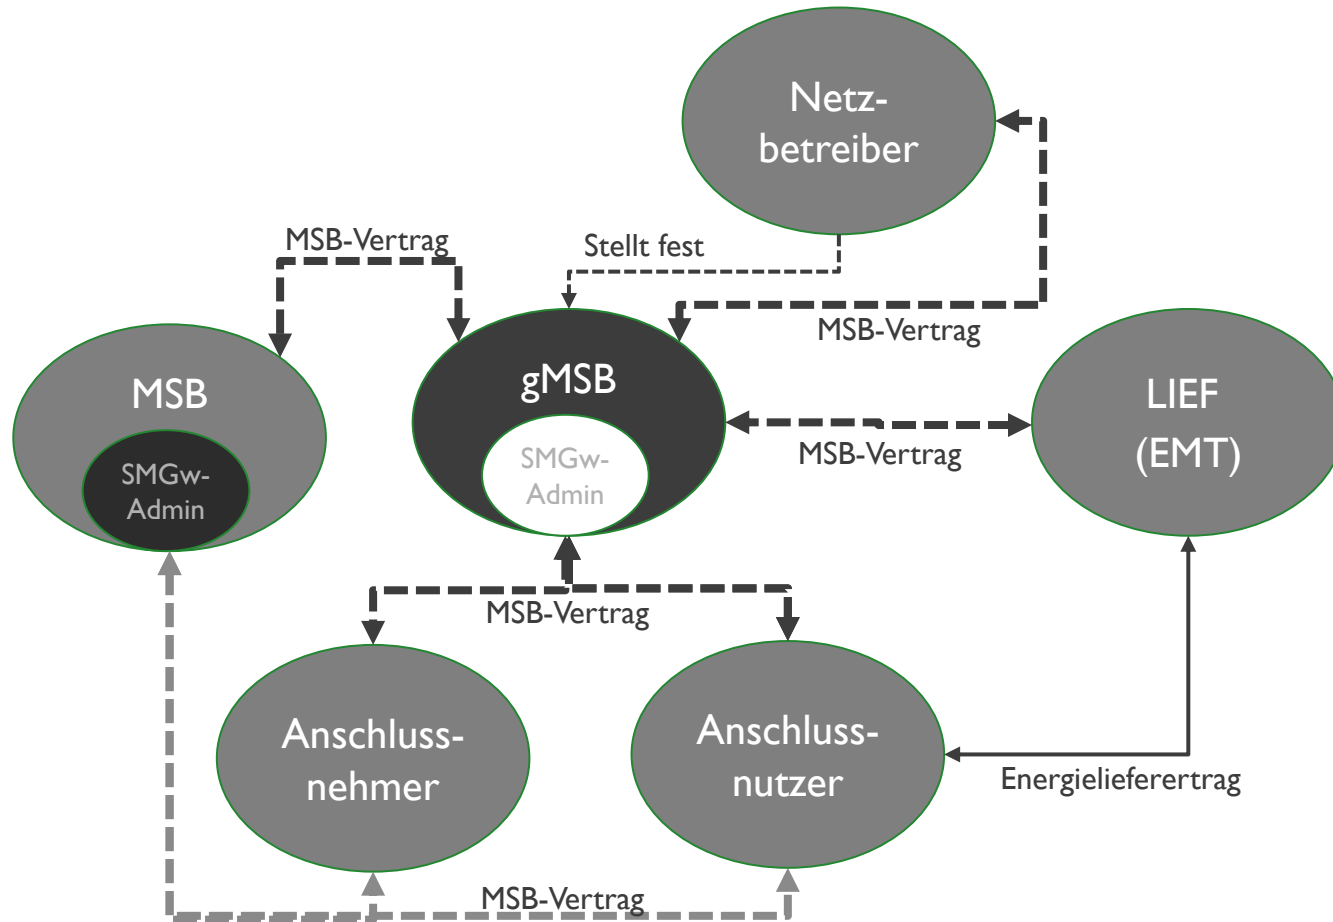 Netz-
betreiber
MSB-Vertrag
Stellt fest
MSB-Vertrag
MSB
SMGw-
Admin
gMSB
SMGw-
Admin
MSB-Vertrag
LIEF
(EMT)
MSB-Vertrag
Anschluss-
nehmer
Anschluss-
nutzer
Energielieferertrag
MSB-Vertrag